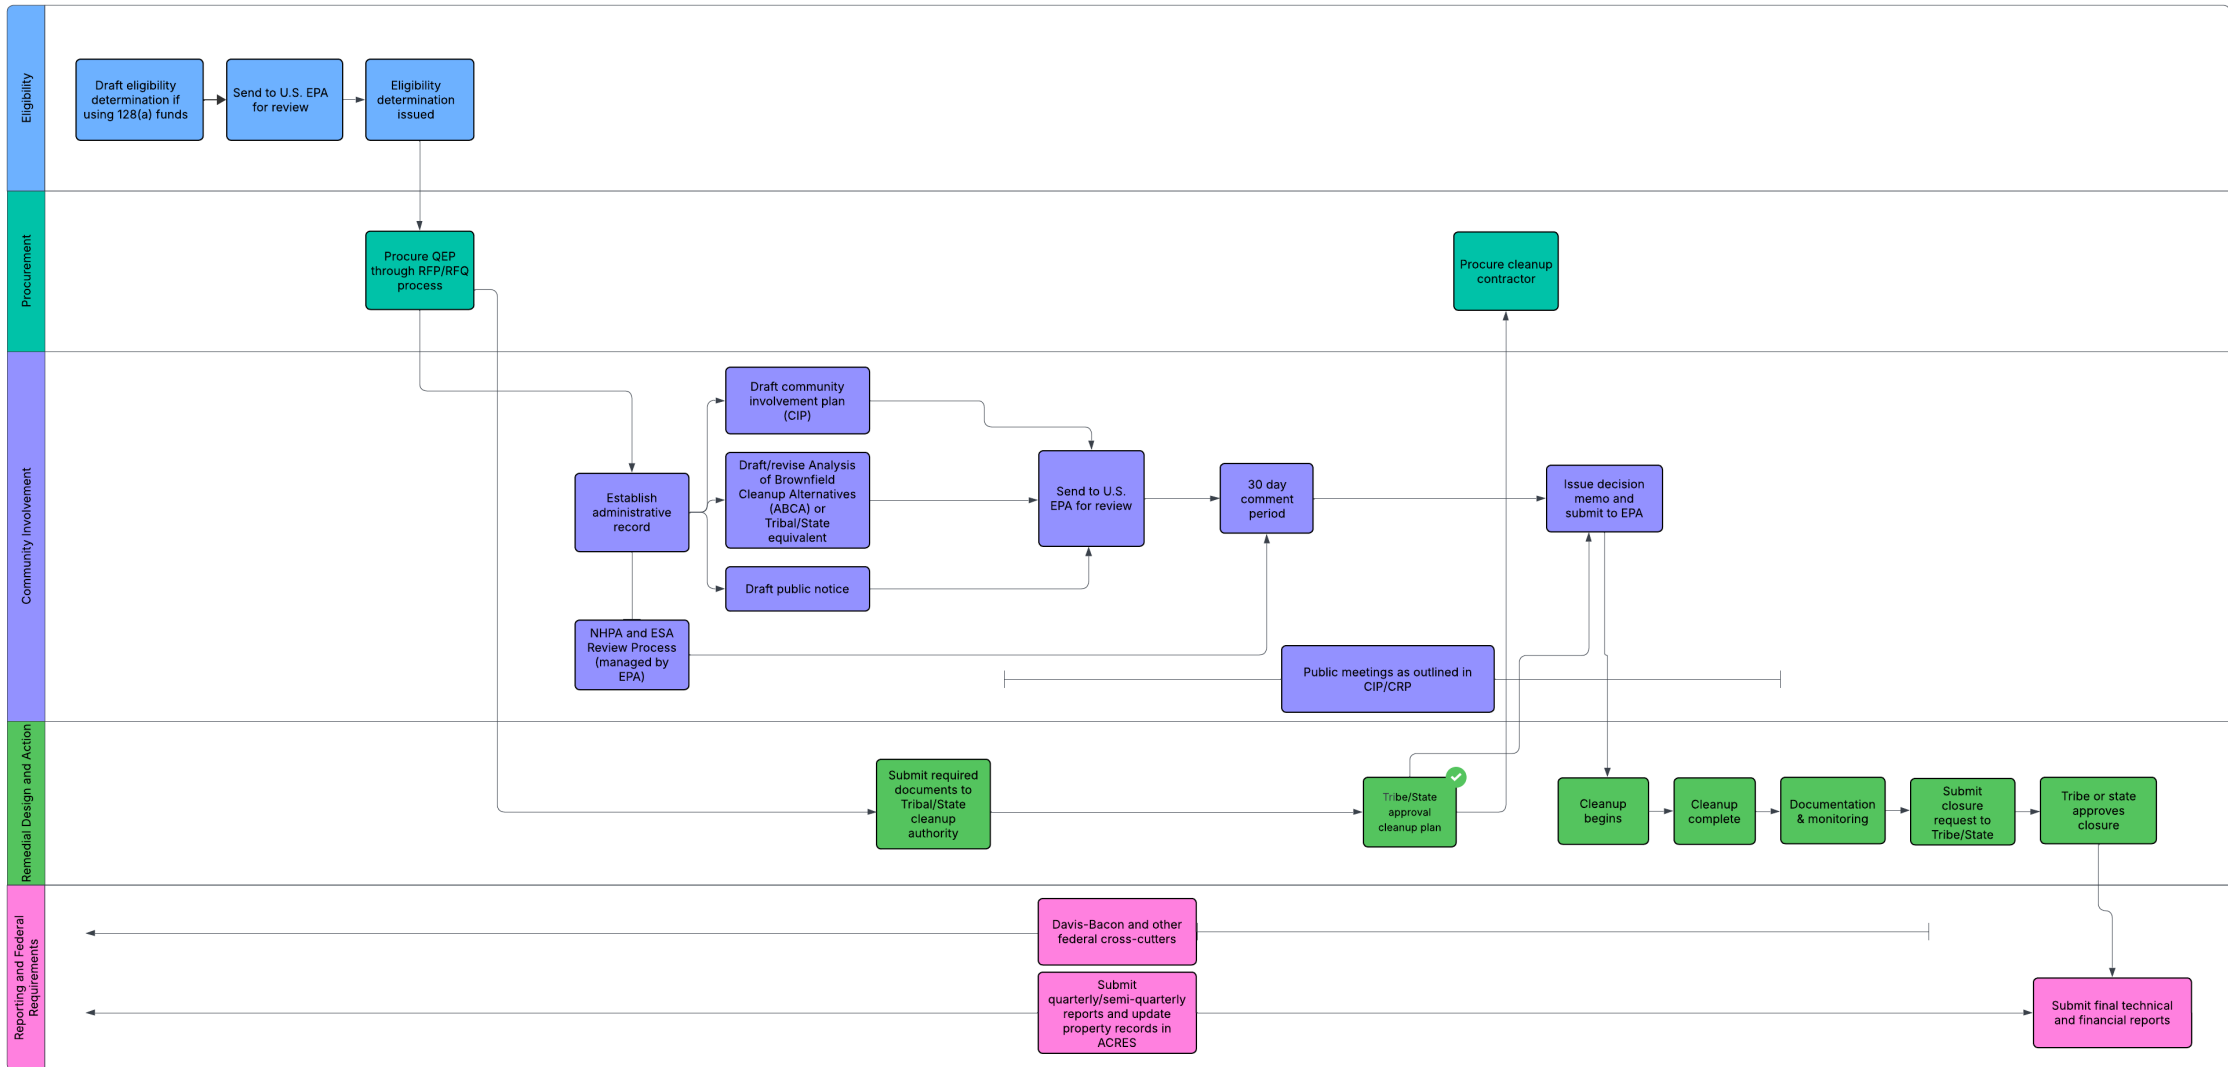 Eligibility
Draft eligibility
determination if
using 128(a) funds
Send to U.S. EPA
for review
Eligibility
determination
issued
Procurement
Procure QEP
through RFP/RFQ
process
Procure cleanup
contractor
Community Involvement
Draft community
involvement plan
(CIP)
Draft/revise Analysis
of Brownfield
Cleanup Alternatives
(ABCA) or
Tribal/State
equivalent
Draft public notice
Establish
administrative
record
NHPA and ESA
Review Process
(managed by
EPA)
Send to U.S.
EPA for review
30 day
comment
period
Issue decision
memo and
submit to EPA
Public meetings as outlined in
CIP/CRP
Remedial Design and Action
Submit required
documents to
Tribal/State
cleanup
authority
Tribe/State
approval
cleanup plan
Cleanup
begins
Cleanup
complete
Documentation
& monitoring
Submit
closure
request to
Tribe/State
Tribe or state
approves
closure
Reporting and Federal
Requirements
Davis-Bacon and other
federal cross-cutters
Submit
quarterly/semi-quarterly
reports and update
property records in
ACRES
Submit final technical
and financial reports